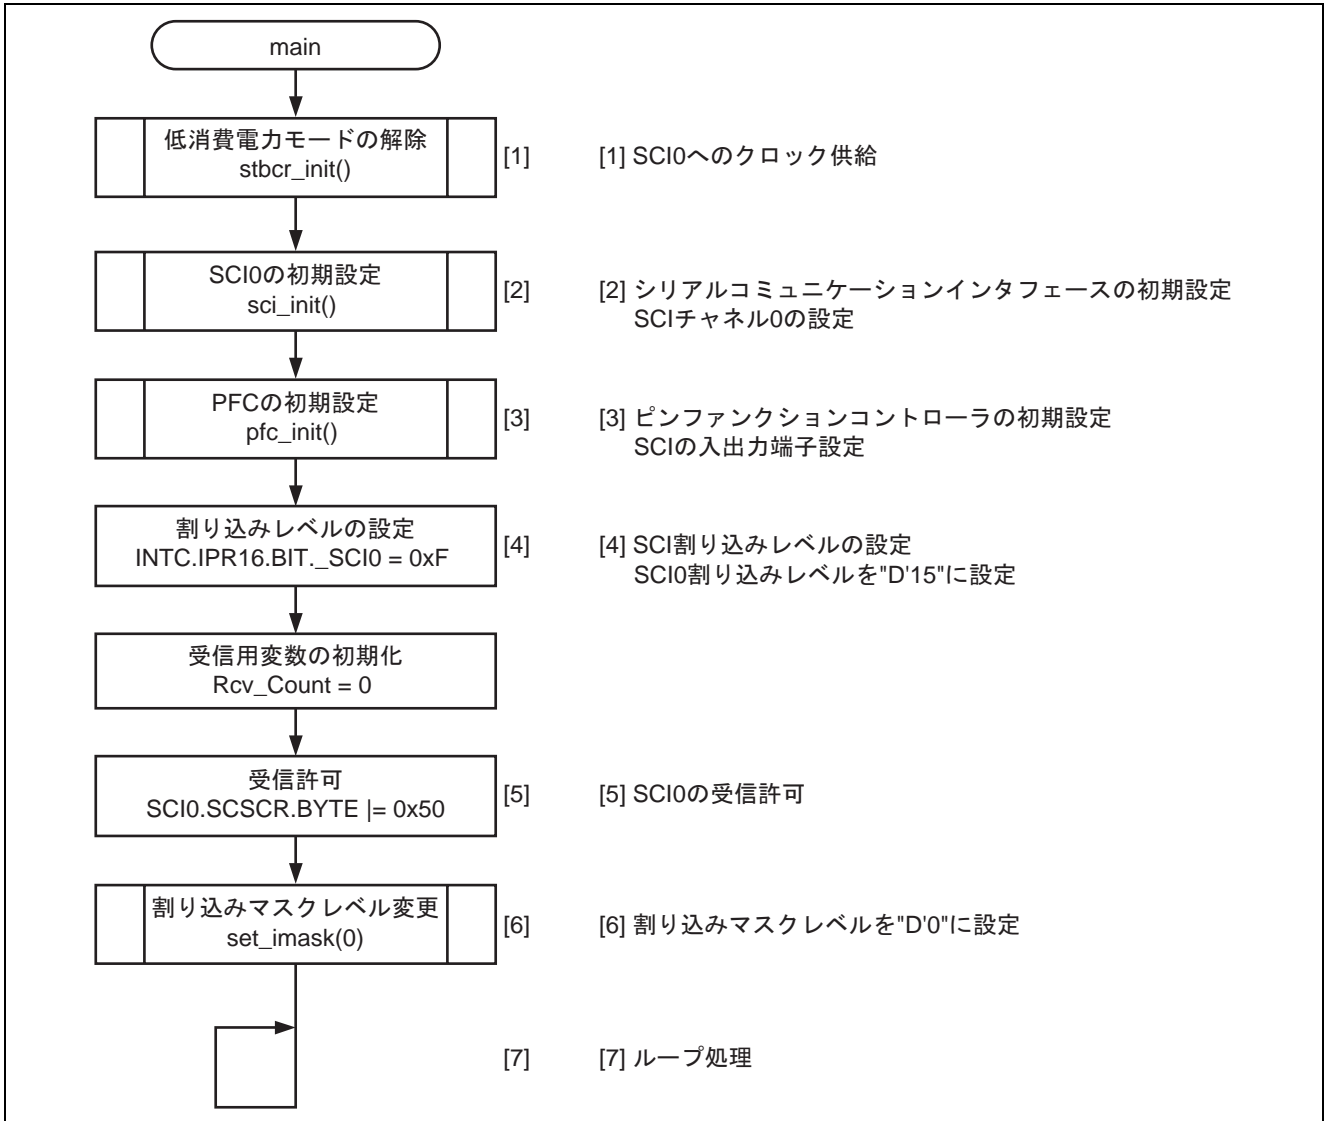 main
低消費電力モードの解除
stbcr_init()
[1]
[1] SCI0へのクロック供給
SCI0の初期設定
sci_init()
[2]
[2] シリアルコミュニケーションインタフェースの初期設定
SCIチャネル0の設定
PFCの初期設定
pfc_init()
[3]
[3] ピンファンクションコントローラの初期設定
SCIの入出力端子設定
割り込みレベルの設定
INTC.IPR16.BIT._SCI0 = 0xF
[4]
[4] SCI割り込みレベルの設定
SCI0割り込みレベルを"D'15"に設定
受信用変数の初期化
Rcv_Count = 0
受信許可
SCI0.SCSCR.BYTE |= 0x50
[5]
[5] SCI0の受信許可
割り込みマスクレベル変更
set_imask(0)
[6]
[6] 割り込みマスクレベルを"D'0"に設定
[7]
[7] ループ処理